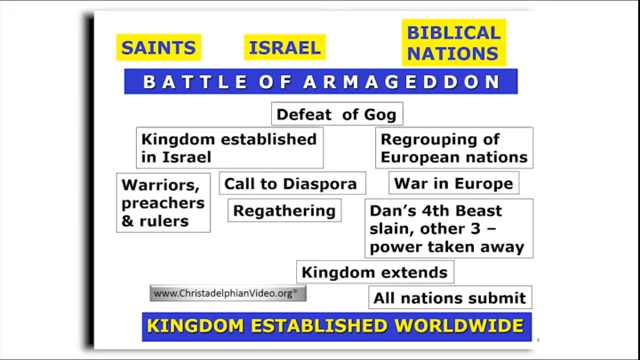 SAINTS
ISRAEL
BIBLICAL
NATIONS
BATTLE OF ARMAGEDDON
Defeat of Gog
Kingdom established
in Israel
Regrouping of
European nations
Warriors,
preachers
& rulers
Call to Diaspora
War in Europe
Regathering
Dan's 4th Beast
slain, other 3 –
power taken away
Kingdom extends
www.ChristadelphianVideo.org®
All nations submit
KINGDOM ESTABLISHED WORLDWIDE